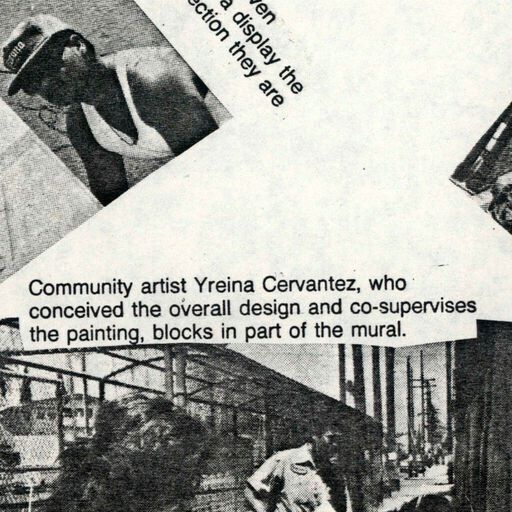 ven
a display the
ection they are
Community artist Yreina Cervantez, who
conceived the overall design and co-supervises
the painting, blocks in part of the mural.